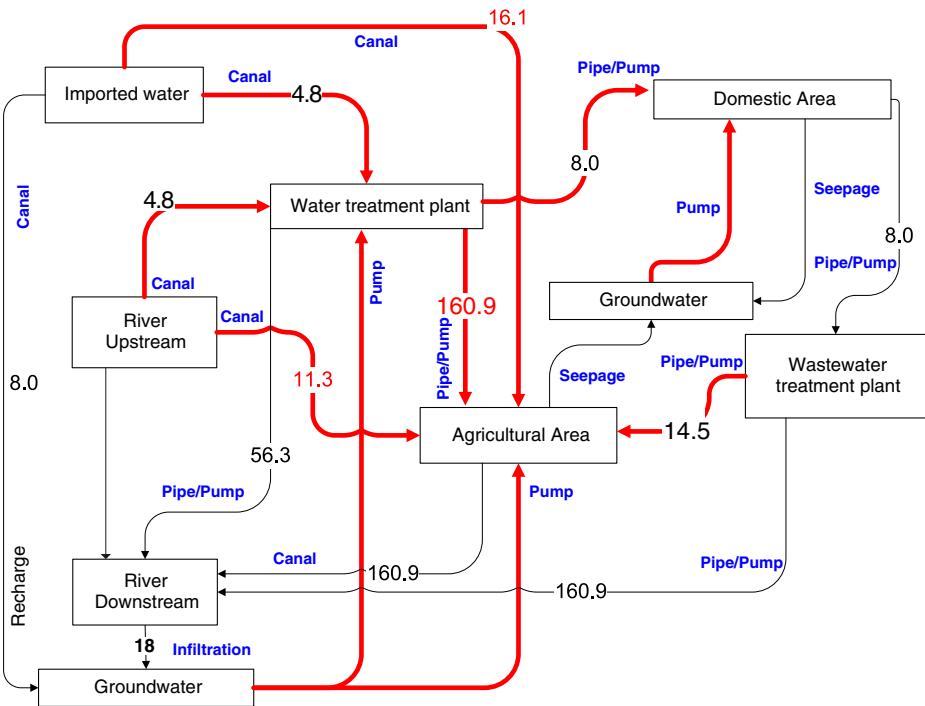 16.1
Canal
Pipe/Pump
Canal
Imported water
4.8
Domestic Area
8.0
Canal
Seepage
4.8
Water treatment plant
Pump
8.0
Pipe/Pump
Pump
Canal
Groundwater
160.9
River
Upstream
Canal
Pipe/Pump
Pipe/Pump
Wastewater
treatment plant
8.0
11.3
Seepage
14.5
Agricultural Area
56.3
Pipe/Pump
Pump
Recharge
Canal
Pipe/Pump
River
Downstream
160.9
160.9
18
Infiltration
Groundwater